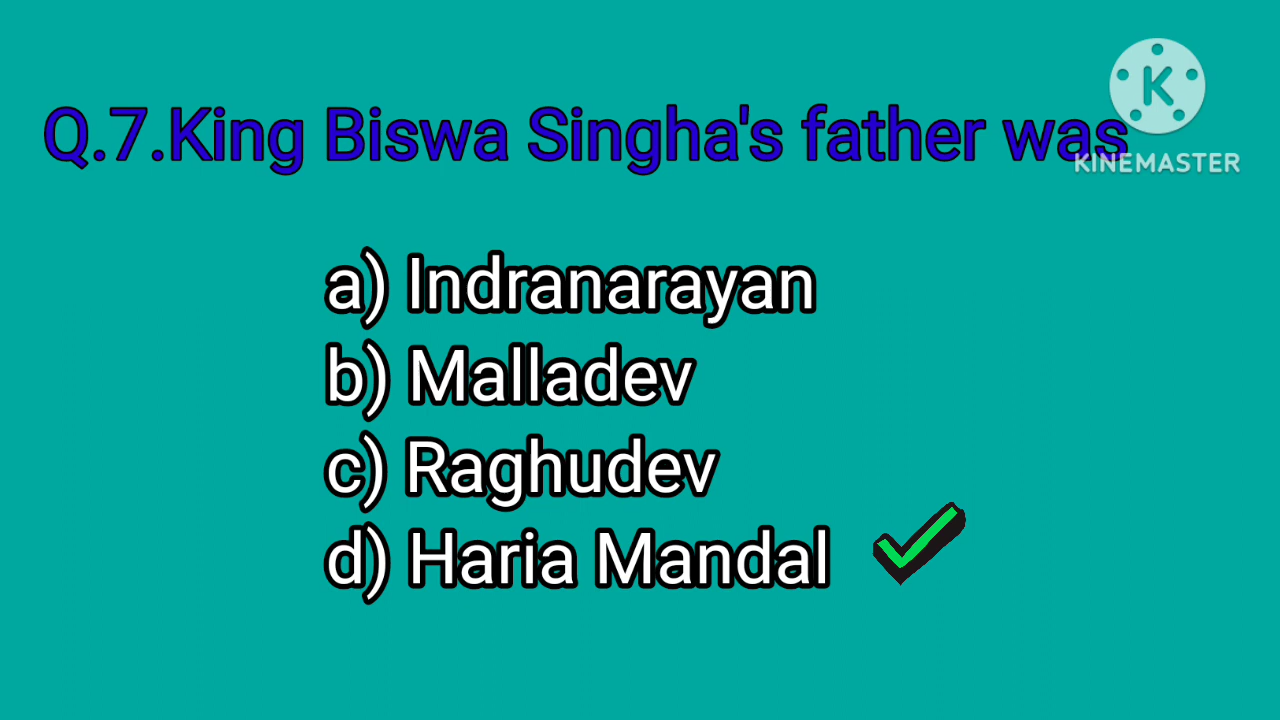 Q.7.King Biswa Singha's father was
K
KINEMASTER
a) Indranarayan
b) Malladev
c) Raghudev
d) Haria Mandal